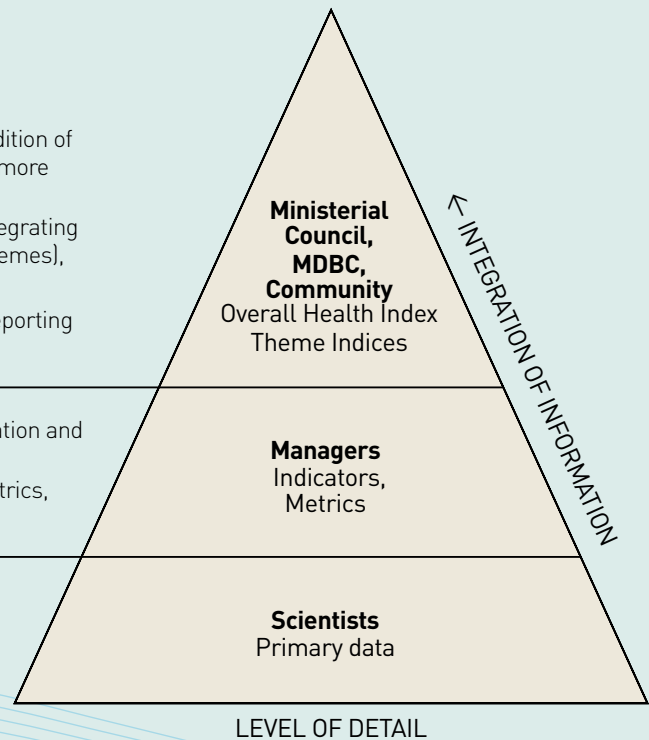 dition of
more
egrating
emes),
eporting
ation and
trics,
Ministerial
Council,
MDBC,
Community
Overall Health Index
Theme Indices
Managers
Indicators,
Metrics
Scientists
Primary data
← INTEGRATION OF INFORMATION
LEVEL OF DETAIL